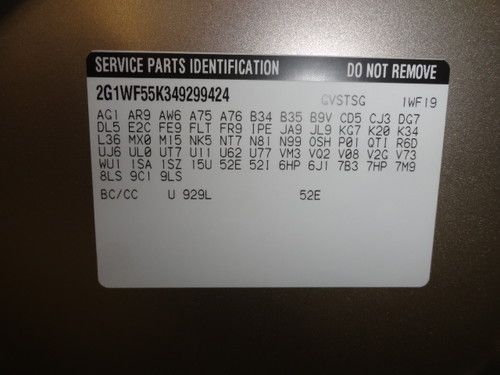 SERVICE PARTS IDENTIFICATION DO NOT REMOVE
2G1WF55K349299424 GVSTSG 1WF19
AG1 AR9 AW6 A75 A76 B34 B35 B9V CD5 CJ3 DG7
DL5 E2C FE9 FLT FR9 IPE JA9 JL9 KG7 K20 K34
L36 MX0 M15 NK5 NT7 N81 N99 OSH P01 QTI R6D
UJ6 UL0 UT7 U11 U62 U77 VM3 VQ2 V08 V2G V73
WU1 1SA 1SZ 15U 52E 52I 6HP 6J1 7B3 7HP 7M9
8LS 9C1 9LS
BC/CC U 929L 52E